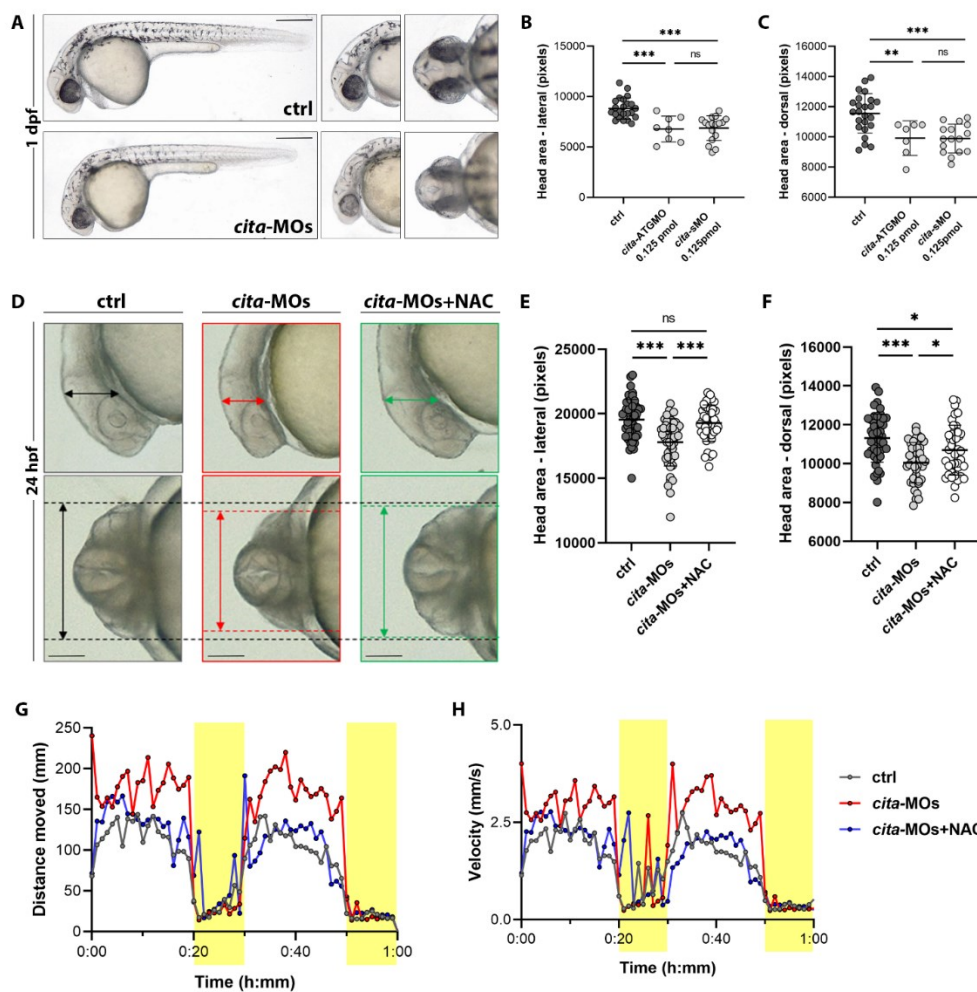 A
1 dpf
ctrl
cita-MOs
B
Head area - lateral (pixels)
15000
10000
5000
0
***
***
ns
ctrl
cita-ATGMO
0.125 pmol
cita-sMO
0.125pmol
C
Head area - dorsal (pixels)
16000
14000
12000
10000
8000
6000
***
**
ns
ctrl
cita-ATGMO
0.125 pmol
cita-sMO
0.125pmol
D
24 hpf
ctrl
cita-MOs
cita-MOs+NAC
E
Head area - lateral (pixels)
25000
20000
15000
10000
ns
***
***
ctrl
cita-MOs
cita-MOs+NAC
F
Head area - dorsal (pixels)
16000
14000
12000
10000
8000
6000
*
***
*
ctrl
cita-MOs
cita-MOs+NAC
G
Distance moved (mm)
250
200
150
100
50
0
0:00
0:20
0:40
1:00
Time (h:mm)
H
Velocity (mm/s)
5.0
2.5
0.0
0:00
0:20
0:40
1:00
Time (h:mm)
ctrl
cita-MOs
cita-MOs+NAC